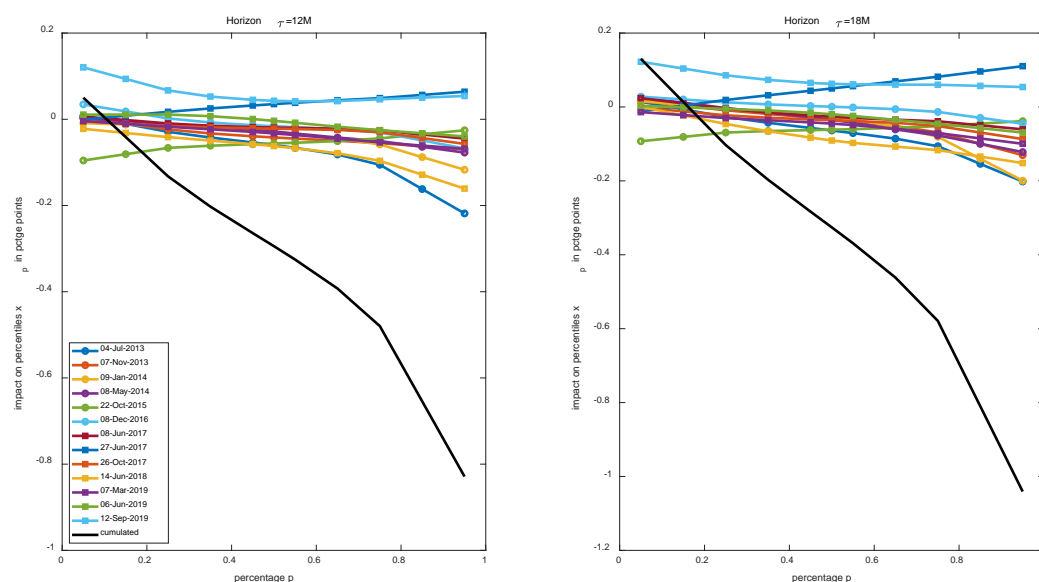 Horizon τ=12M
0.2
0
-0.2
-0.4
-0.6
-0.8
-1
0
0.2
0.4
0.6
0.8
1
impact on percentiles x p in pctge points
percentage p
04-Jul-2013
07-Nov-2013
09-Jan-2014
08-May-2014
22-Oct-2015
08-Dec-2016
08-Jun-2017
27-Jun-2017
26-Oct-2017
14-Jun-2018
07-Mar-2019
06-Jun-2019
12-Sep-2019
cumulated
Horizon τ=18M
0.2
0
-0.2
-0.4
-0.6
-0.8
-1
-1.2
0
0.2
0.4
0.6
0.8
impact on percentiles x p in pctge points
percentage p